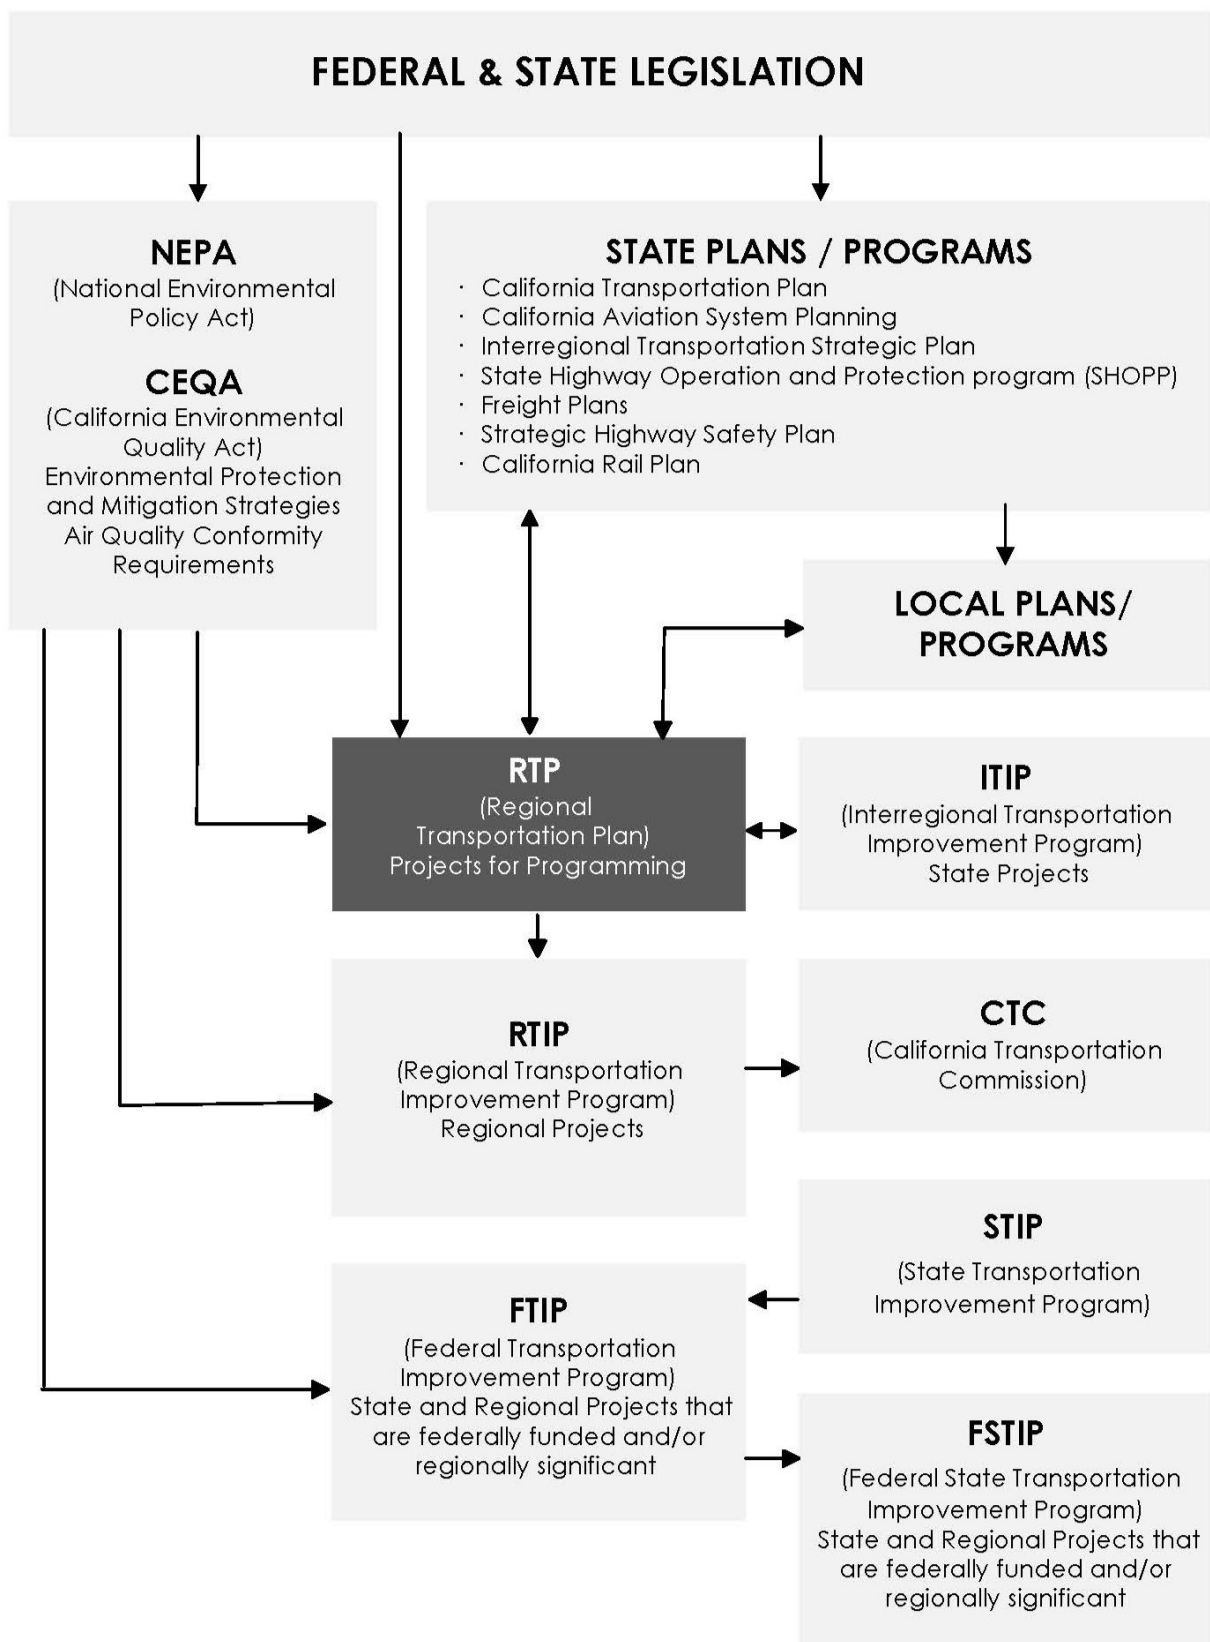 FEDERAL & STATE LEGISLATION
NEPA
(National Environmental
Policy Act)
CEQA
(California Environmental
Quality Act)
Environmental Protection
and Mitigation Strategies
Air Quality Conformity
Requirements
STATE PLANS / PROGRAMS
· California Transportation Plan
· California Aviation System Planning
· Interregional Transportation Strategic Plan
· State Highway Operation and Protection program (SHOPP)
· Freight Plans
· Strategic Highway Safety Plan
· California Rail Plan
LOCAL PLANS/
PROGRAMS
RTP
(Regional
Transportation Plan)
Projects for Programming
ITIP
(Interregional Transportation
Improvement Program)
State Projects
RTIP
(Regional Transportation
Improvement Program)
Regional Projects
CTC
(California Transportation
Commission)
STIP
(State Transportation
Improvement Program)
FTIP
(Federal Transportation
Improvement Program)
State and Regional Projects that
are federally funded and/or
regionally significant
FSTIP
(Federal State Transportation
Improvement Program)
State and Regional Projects that
are federally funded and/or
regionally significant